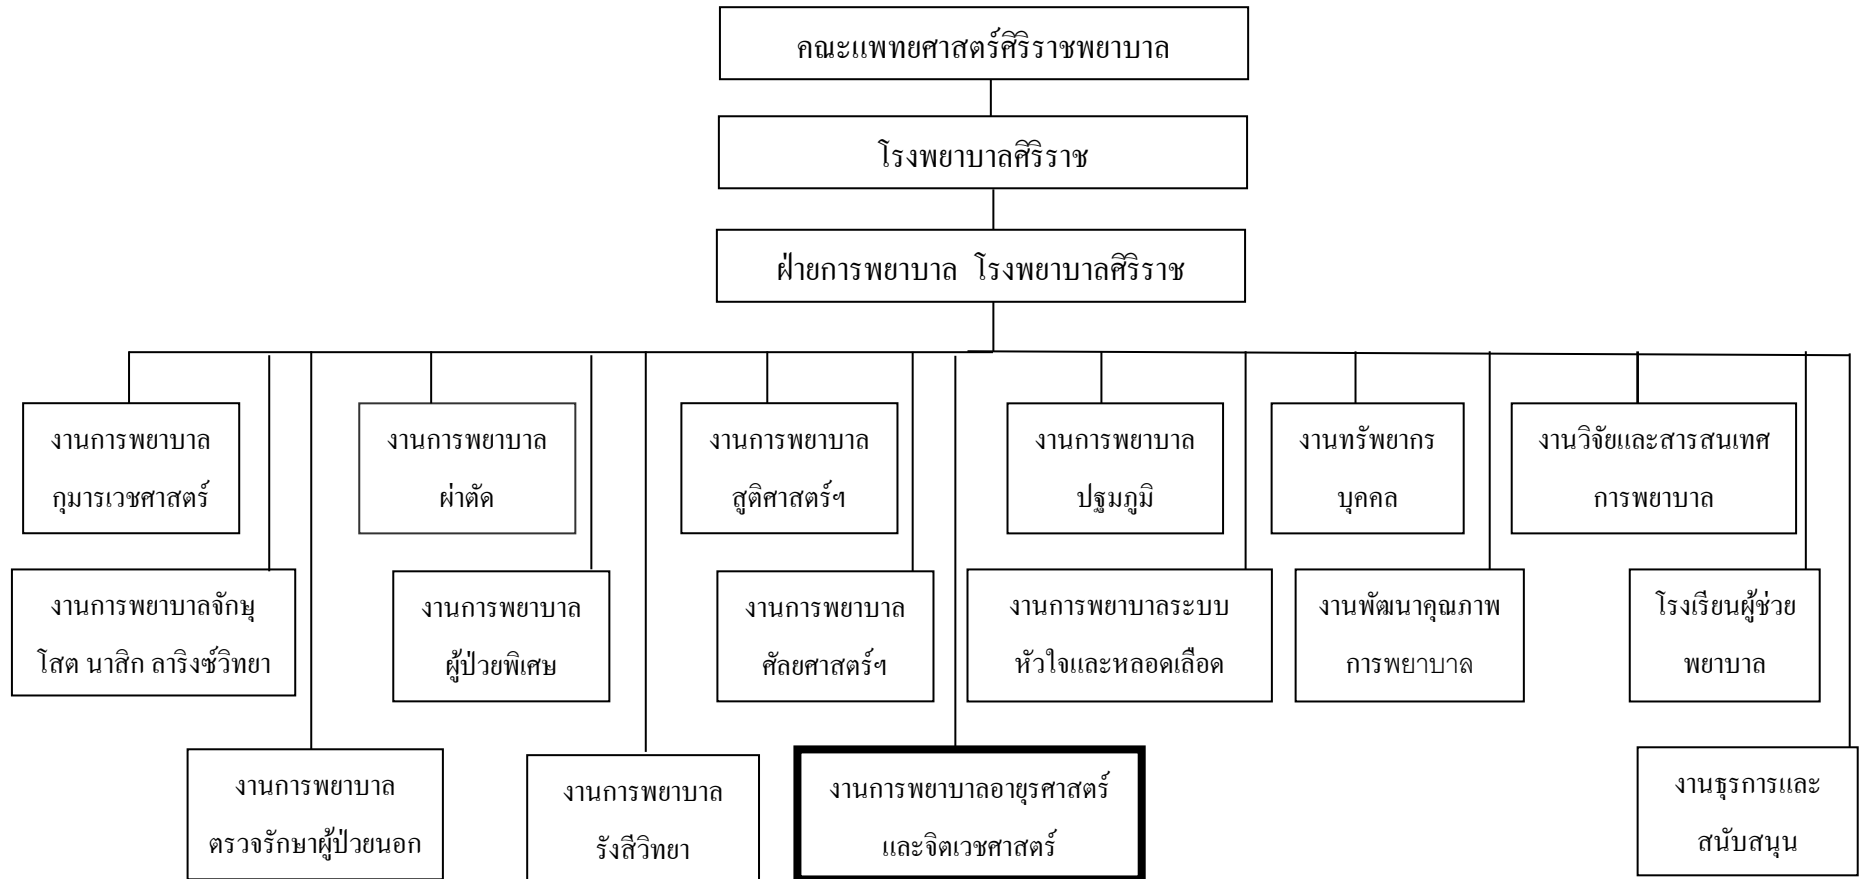 คณะแพทยศาสตร์ศิริราชพยาบาล
โรงพยาบาลศิริราช
ฝ่ายการพยาบาล โรงพยาบาลศิริราช
งานการพยาบาล
กุมารเวชศาสตร์
งานการพยาบาล
ผ่าตัด
งานการพยาบาล
สูติศาสตร์ฯ
งานการพยาบาล
ปฐมภูมิ
งานทรัพยากร
บุคคล
งานวิจัยและสารสนเทศ
การพยาบาล
งานการพยาบาลจักษุ
โสต นาสิก ลาริงซ์วิทยา
งานการพยาบาล
ผู้ป่วยพิเศษ
งานการพยาบาล
ศัลยศาสตร์ฯ
งานการพยาบาลระบบ
หัวใจและหลอดเลือด
งานพัฒนาคุณภาพ
การพยาบาล
โรงเรียนผู้ช่วย
พยาบาล
งานการพยาบาล
ตรวจรักษาผู้ป่วยนอก
งานการพยาบาล
รังสีวิทยา
งานการพยาบาลอายุรศาสตร์
และจิตเวชศาสตร์
งานธุรการและ
สนับสนุน